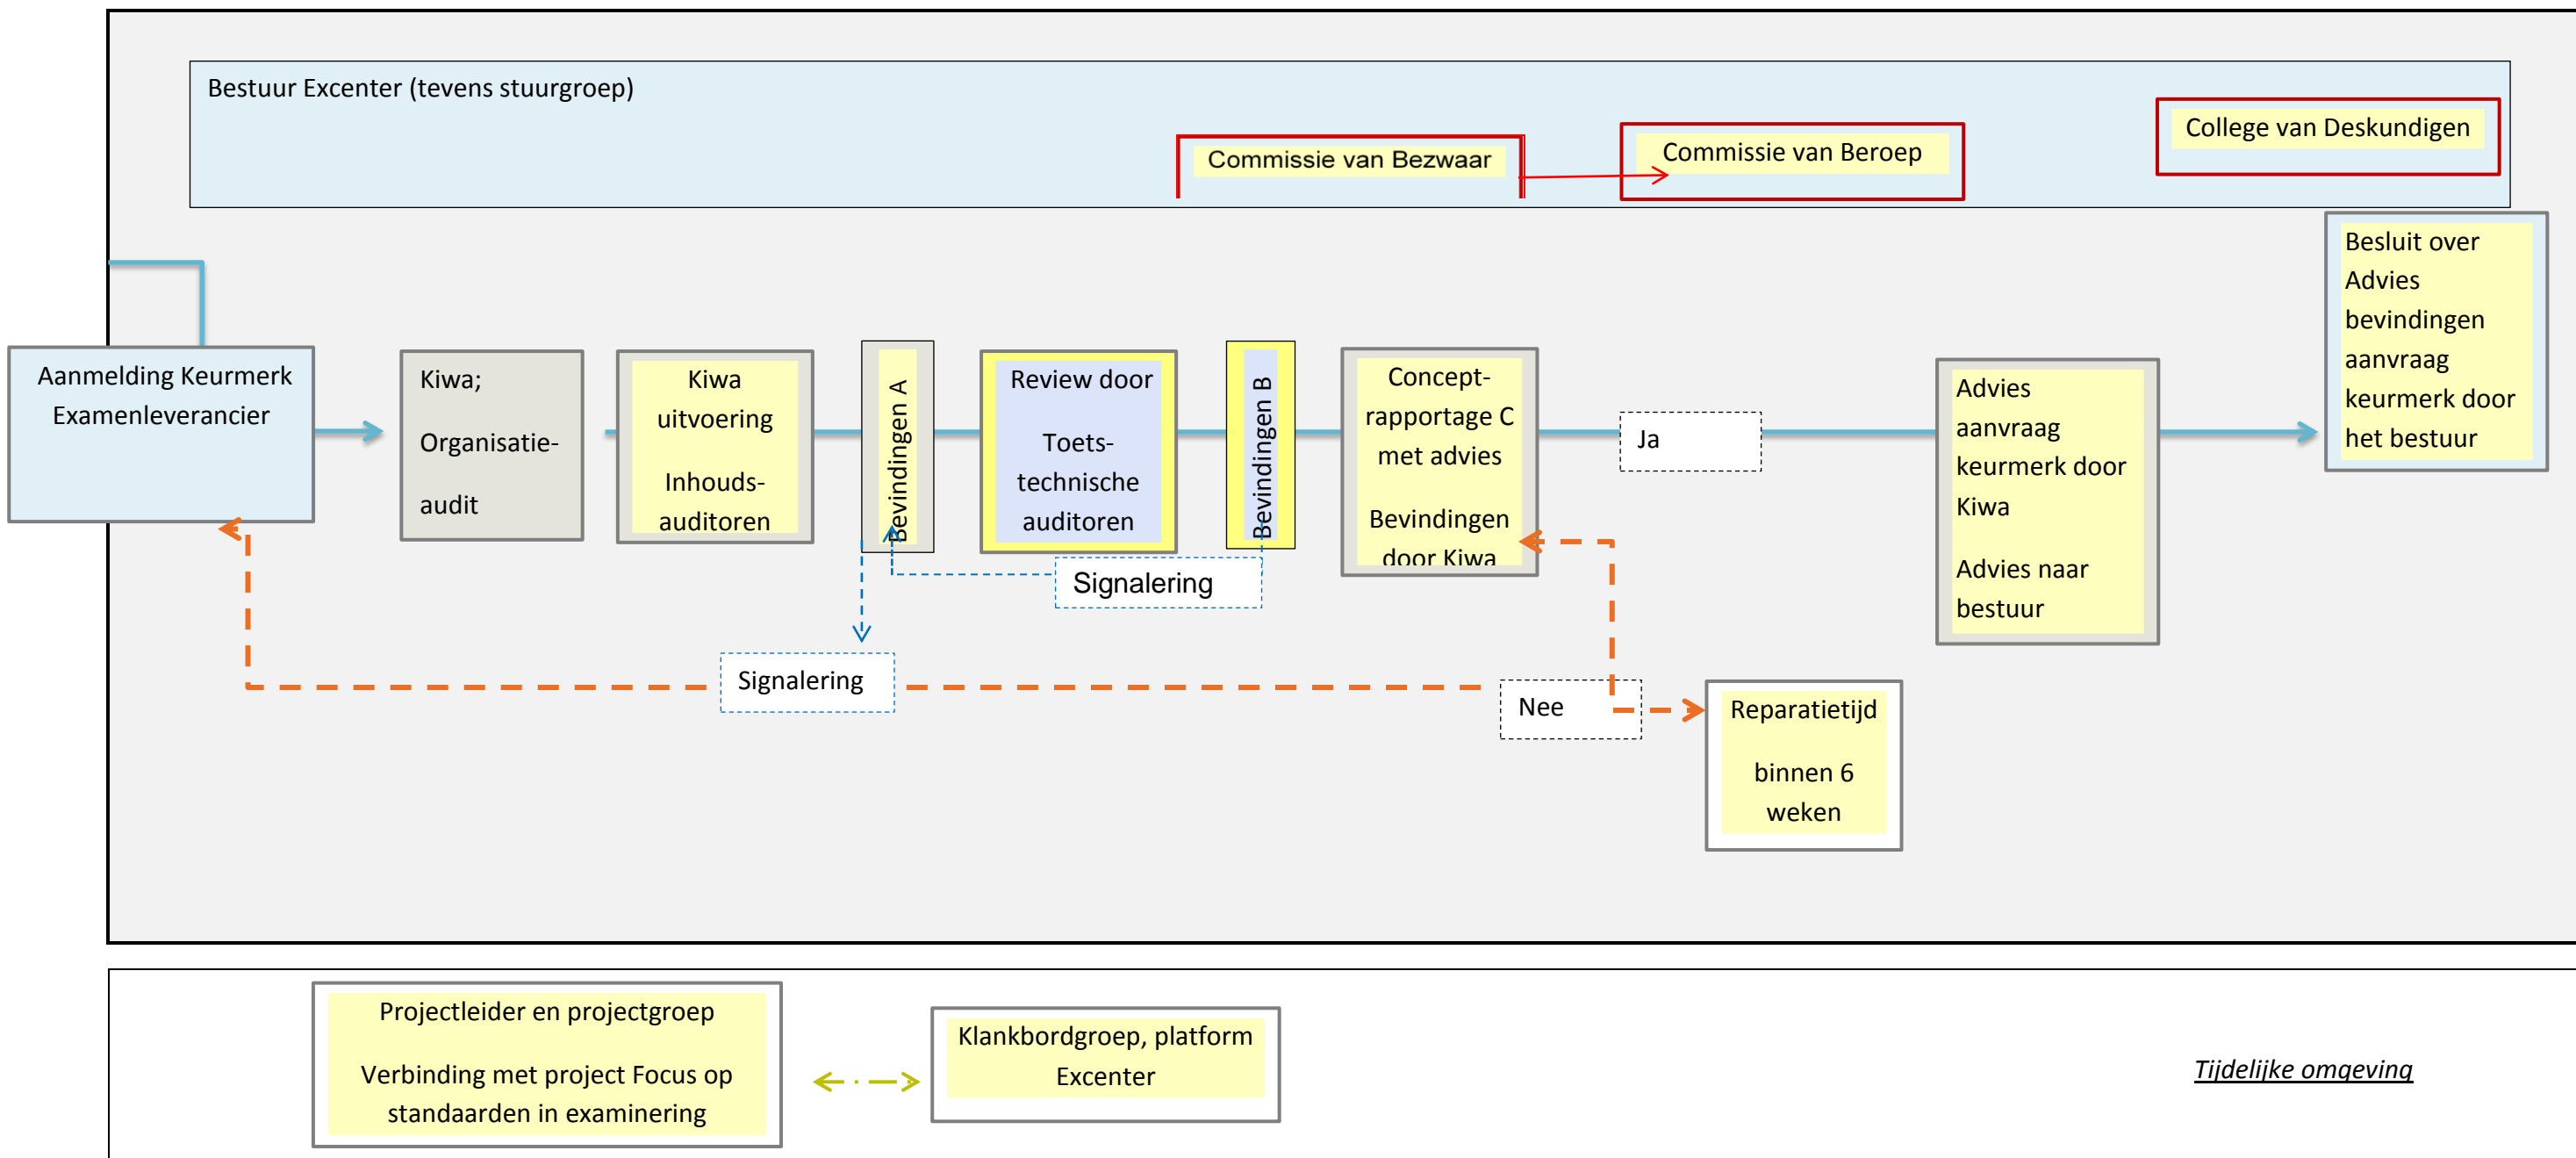 Bestuur Excenter (tevens stuurgroep)
Commissie van Bezwaar
Commissie van Beroep
College van Deskundigen
Aanmelding Keurmerk
Examenleverancier
Kiwa;
Organisatie-
audit
Kiwa
uitvoering
Inhouds-
auditoren
Bevindingen A
Review door
Toets-
technische
auditoren
Bevindingen B
Concept-
rapportage C
met advies
Bevindingen
door Kiwa
Ja
Advies
aanvraag
keurmerk door
Kiwa
Advies naar
bestuur
Besluit over
Advies
bevindingen
aanvraag
keurmerk door
het bestuur
Signalering
Signalering
Nee
Reparatietijd
binnen 6
weken
Projectleider en projectgroep
Verbinding met project Focus op
standaarden in examinering
Klankbordgroep, platform
Excenter
Tijdelijke omgeving